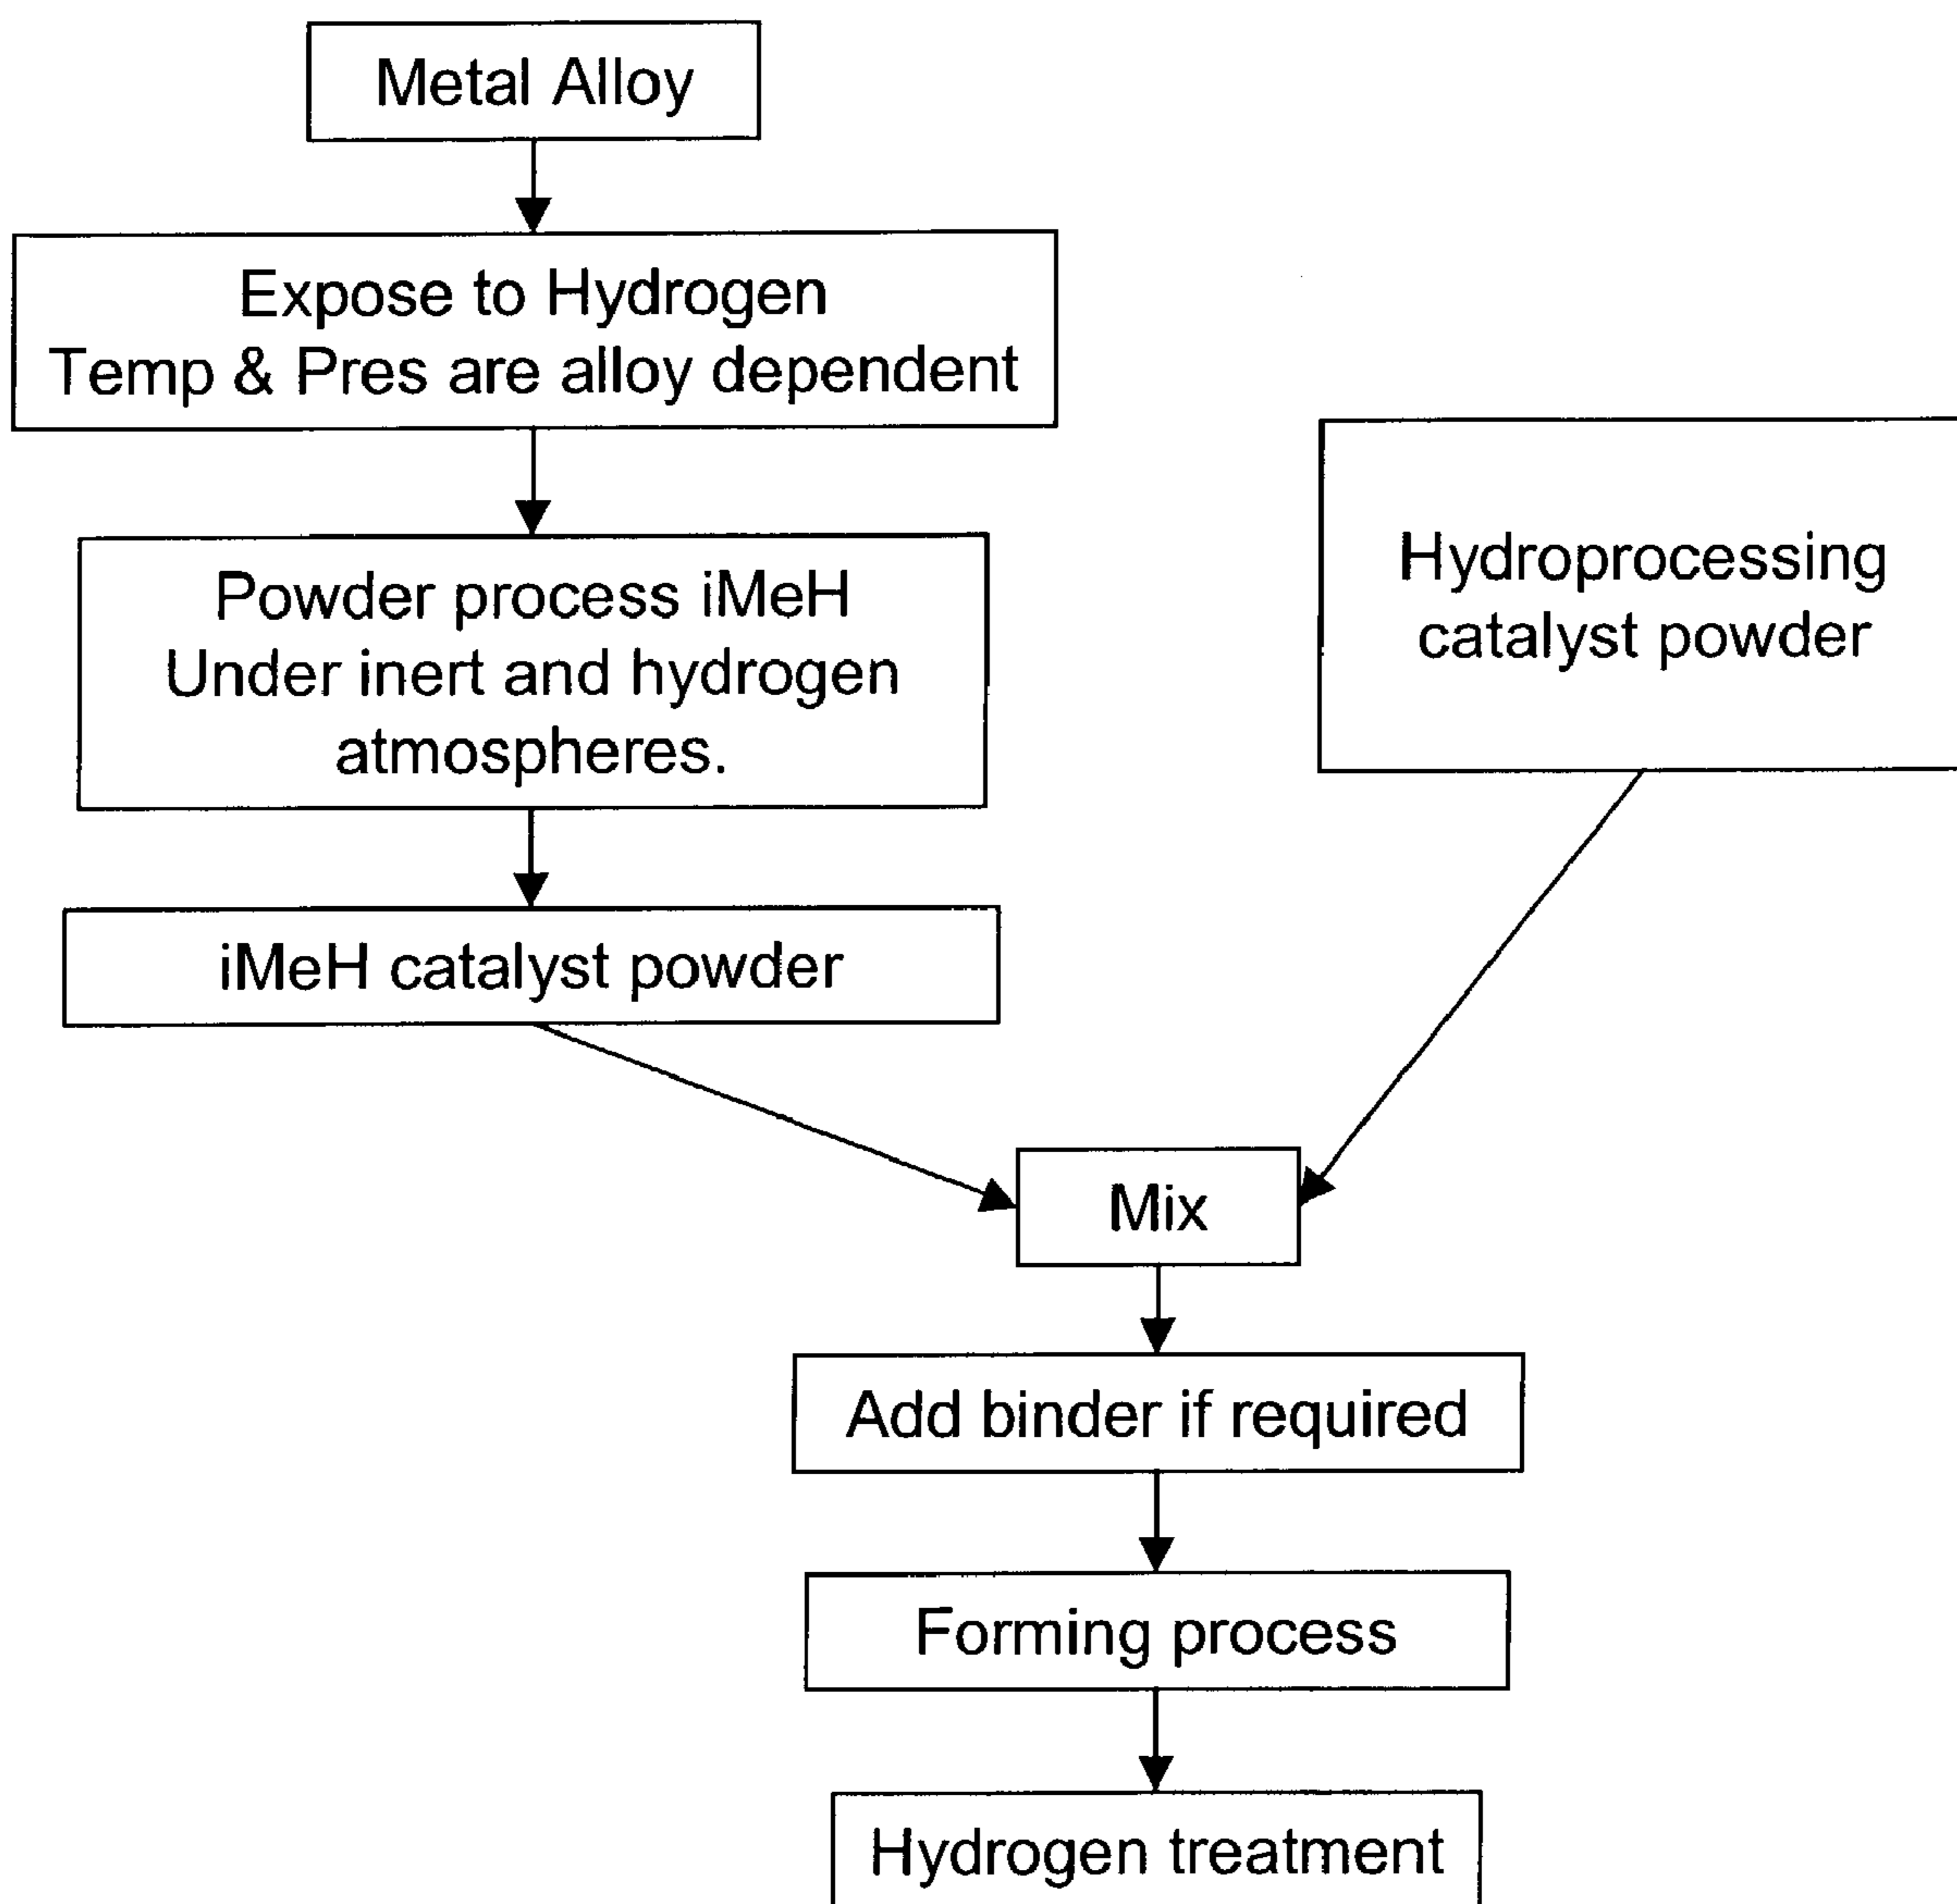 Metal Alloy
Expose to Hydrogen
Temp & Pres are alloy dependent
Powder process iMeH
Under inert and hydrogen
atmospheres.
iMeH catalyst powder
Hydroprocessing
catalyst powder
Mix
Add binder if required
Forming process
Hydrogen treatment